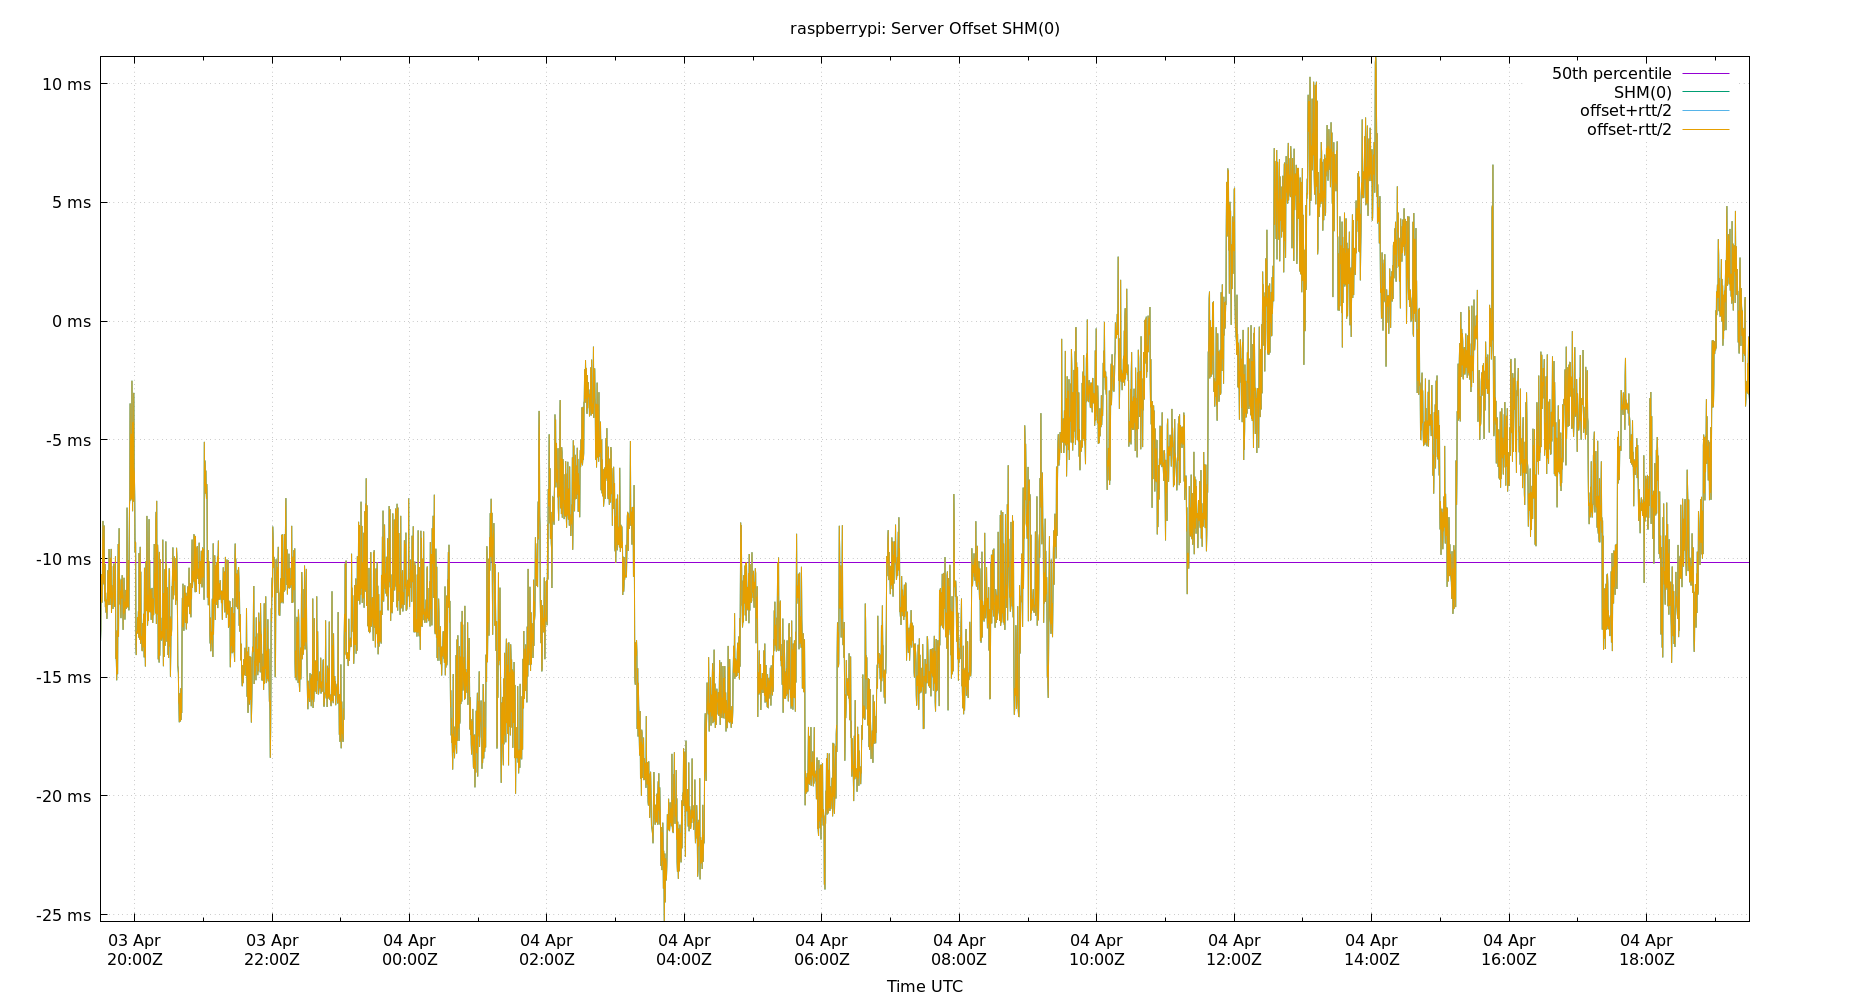 raspberrypi: Server Offset SHM(0)
50th percentile
SHM(0)
offset+rtt/2
offset-rtt/2
10 ms
5 ms
0 ms
-5 ms
-10 ms
-15 ms
-20 ms
-25 ms
03 Apr 03 Apr 04 Apr 04 Apr 04 Apr 04 Apr 04 Apr 04 Apr 04 Apr 04 Apr 04 Apr 04 Apr
20:00Z 22:00Z 00:00Z 02:00Z 04:00Z 06:00Z 08:00Z 10:00Z 12:00Z 14:00Z 16:00Z 18:00Z
Time UTC